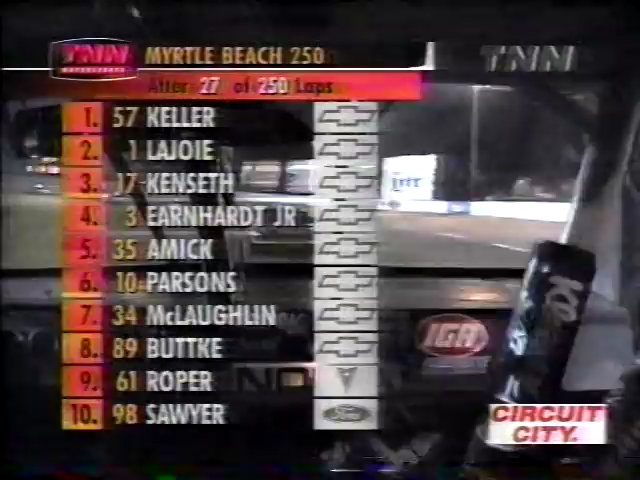 TNN MYRTLE BEACH 250 TNN
After 27 of 250 Laps
1. 57 KELLER
2. 1 LAJOIE
3. 17 KENSETH
4. 3 EARNHARDT JR
5. 35 AMICK
6. 10 PARSONS
7. 34 McLAUGHLIN
8. 89 BUTTKE
9. 61 ROPER
10. 98 SAWYER
Ford
IGA
CIRCUIT
CITY.